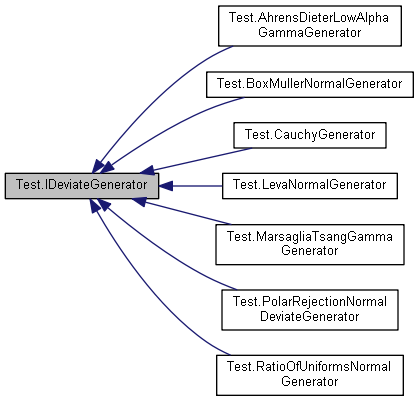 Test.AhrensDieterLowAlpha
GammaGenerator
Test.BoxMullerNormalGenerator
Test.CauchyGenerator
Test.IDeviateGenerator
Test.LevaNormalGenerator
Test.MarsagliaTsangGamma
Generator
Test.PolarRejectionNormal
DeviateGenerator
Test.RatioOfUniformsNormal
Generator